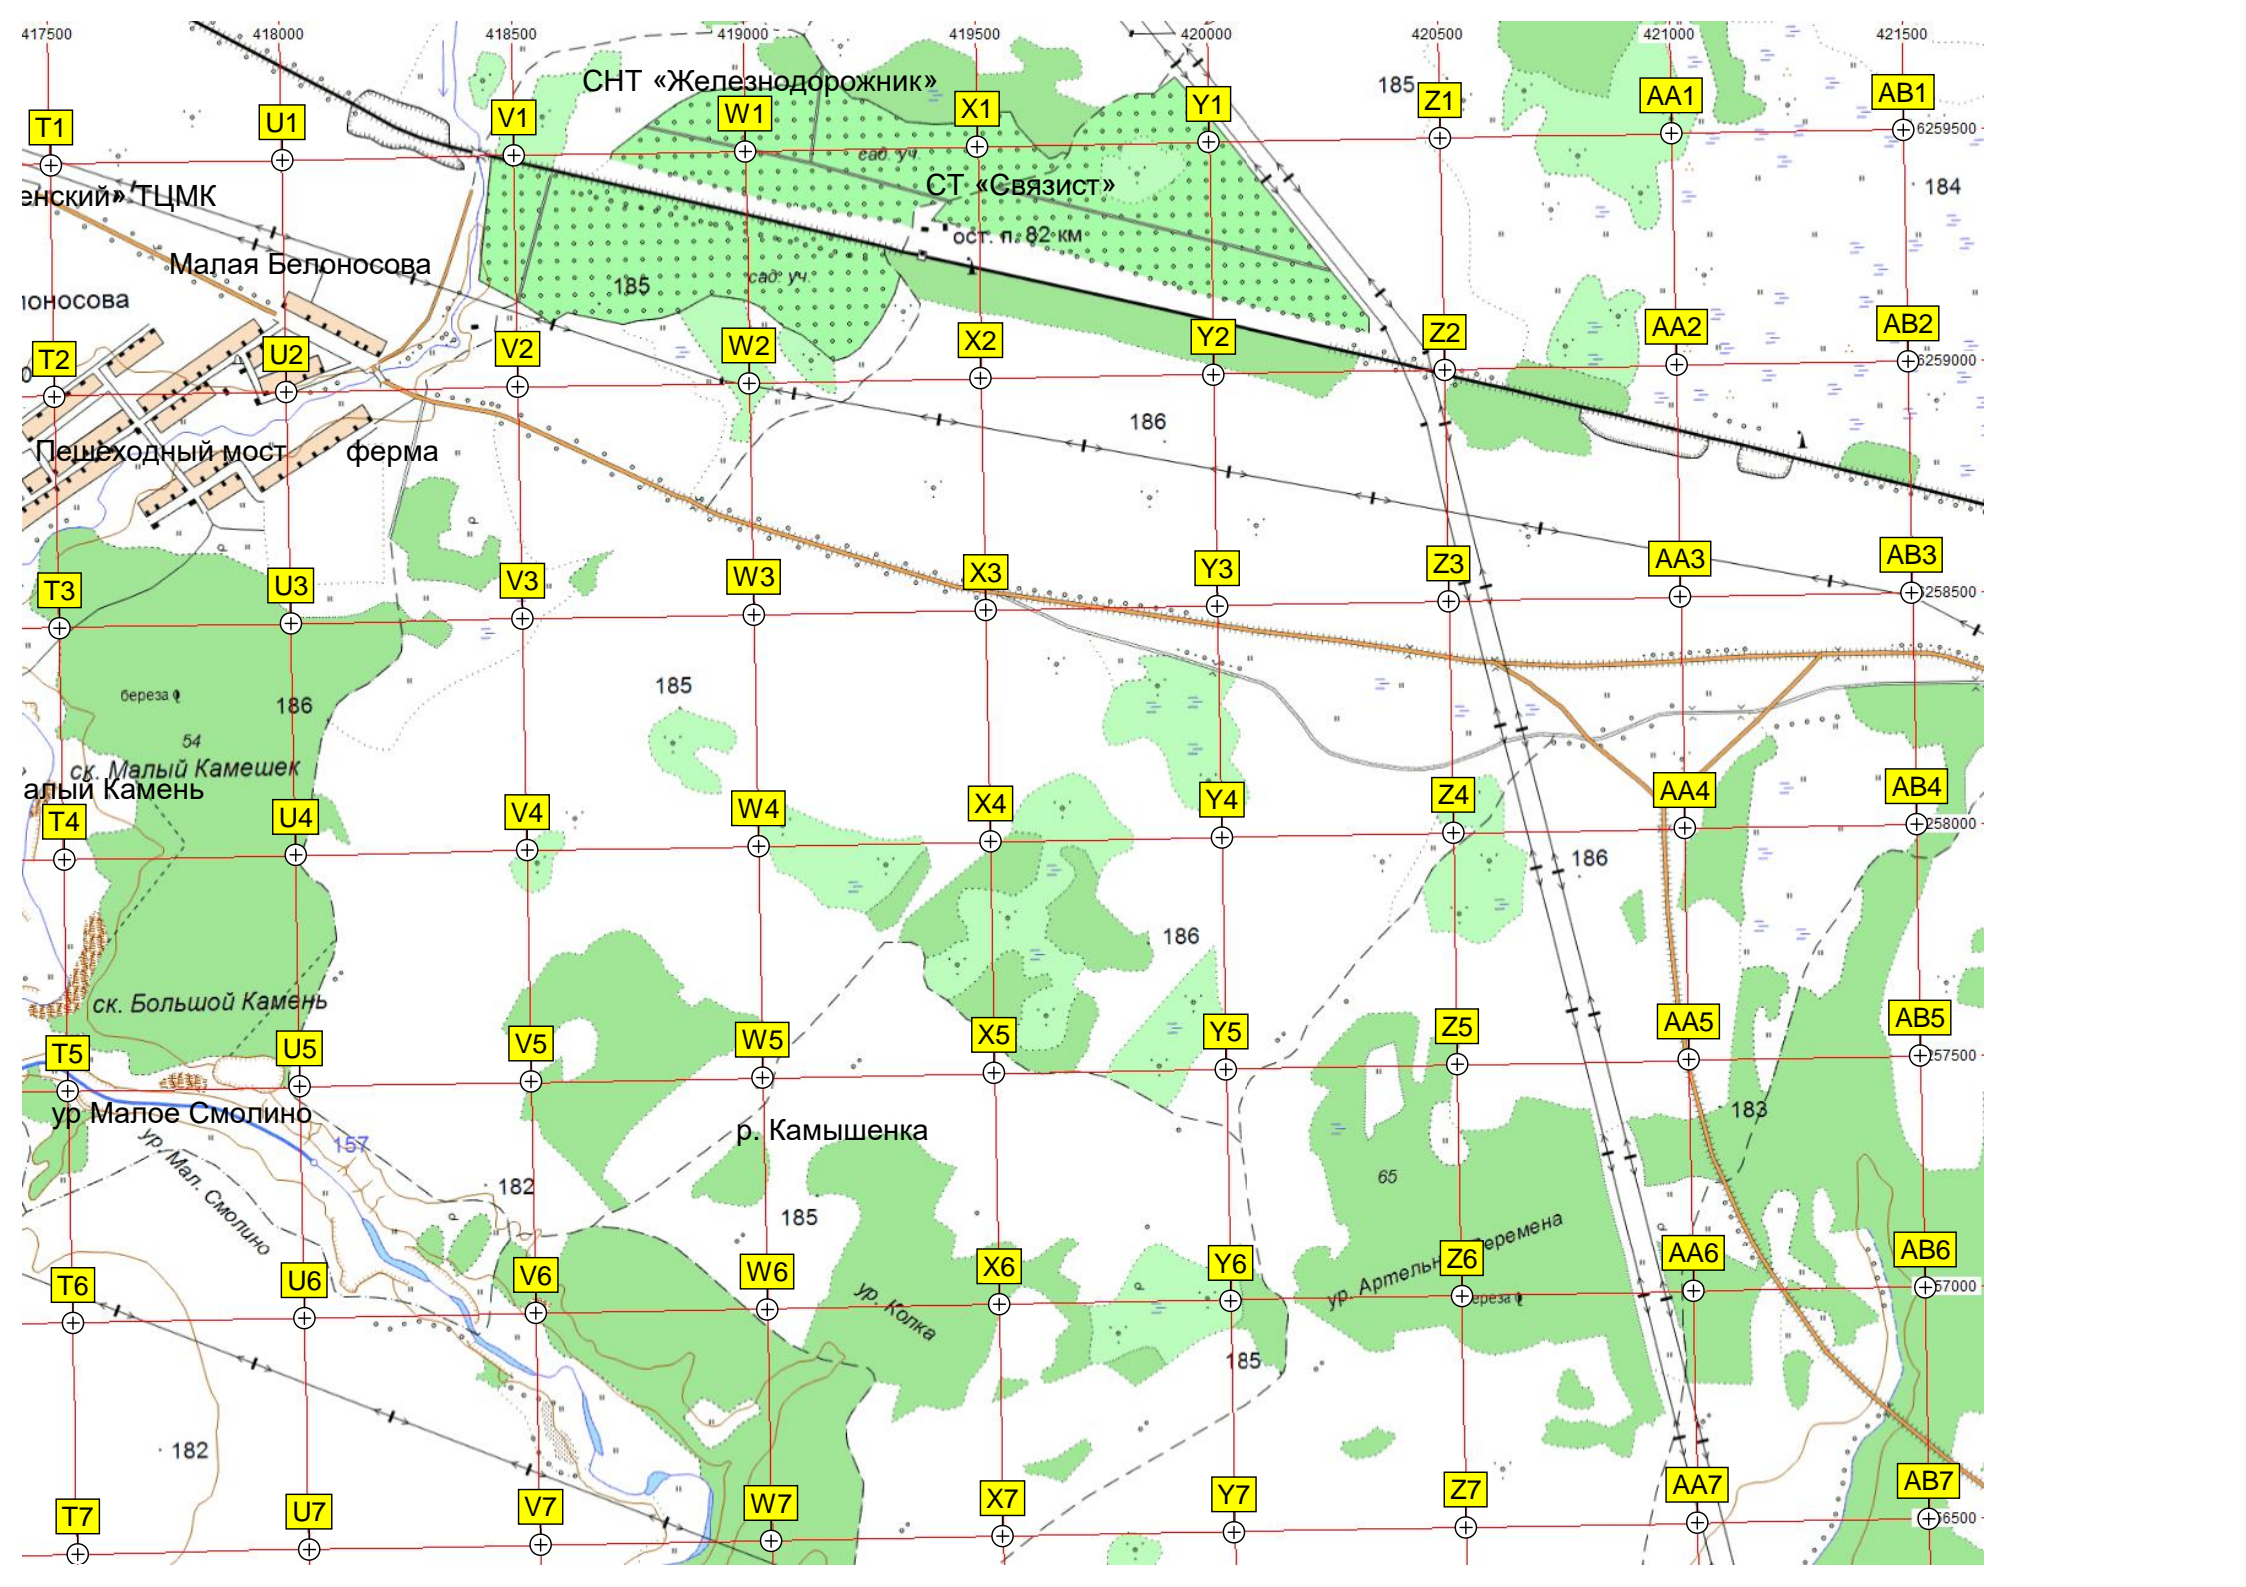 417500 418000 418500 419000 419500 420000 420500 421000 421500
СНТ «Железнодорожник»
185
T1 U1 V1 W1 X1 Y1 Z1 AA1 AB1
6259500
сад. уч.
СТ «Связист»
184
енский» ТЦМК
ост. п. 82 км
Малая Белоносова
185
сад. уч.
лоносова
T2 U2 V2 W2 X2 Y2 Z2 AA2 AB2
6259000
186
Пешеходный мост
ферма
T3 U3 V3 W3 X3 Y3 Z3 AA3 AB3
258500
береза
186
185
54
ск. Малый Камешек
алый Камень
T4 U4 V4 W4 X4 Y4 Z4 AA4 AB4
258000
186
186
ск. Большой Камень
T5 U5 V5 W5 X5 Y5 Z5 AA5 AB5
257500
ур Малое Смолино
183
157
р. Камышенка
ур. Мал. Смолино
182
65
185
T6 U6 V6 W6 X6 Y6 Z6 AA6 AB6
57000
ур. Колка
ур. Артельн еремена
ереза
185
182
T7 U7 V7 W7 X7 Y7 Z7 AA7 AB7
56500